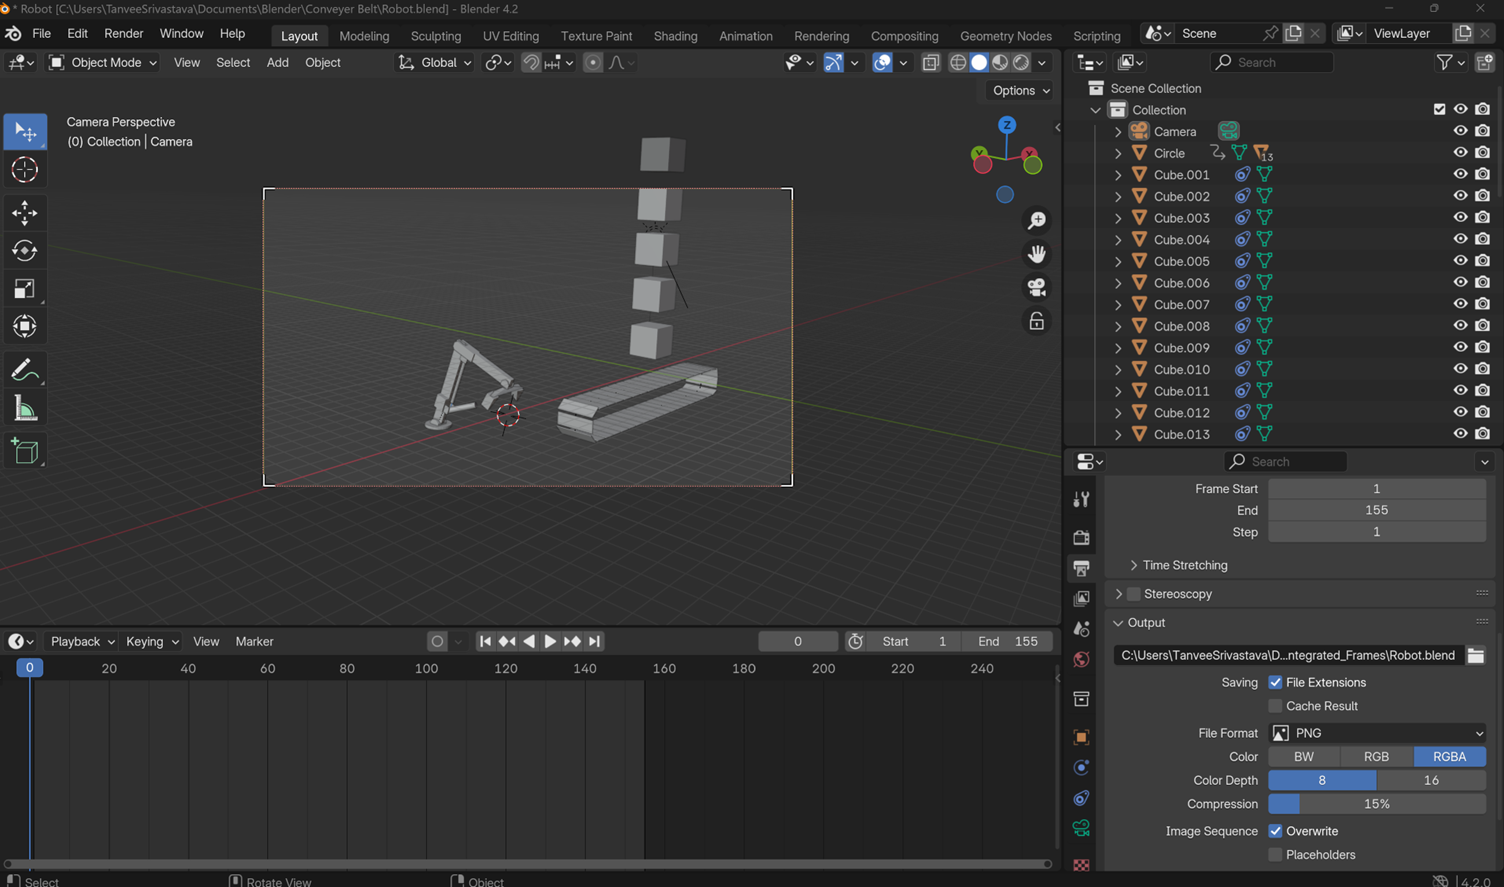 * Robot [C:\Users\TanveeSrivastava\Documents\Blender\Conveyer Belt\Robot.blend] - Blender 4.2
File Edit Render Window Help Layout Modeling Sculpting UV Editing Texture Paint Shading Animation Rendering Compositing Geometry Nodes Scripting Scene ViewLayer
Object Mode View Select Add Object Global Search
Options
Camera Perspective
(0) Collection | Camera
Z
Y
X
Scene Collection
Collection
Camera
Circle 13
Cube.001
Cube.002
Cube.003
Cube.004
Cube.005
Cube.006
Cube.007
Cube.008
Cube.009
Cube.010
Cube.011
Cube.012
Cube.013
Search
Frame Start 1
End 155
Step 1
Time Stretching
Stereoscopy
Output
C:\Users\TanveeSrivastava\D...ntegrated_Frames\Robot.blend
Saving File Extensions
Cache Result
File Format PNG
Color BW RGB RGBA
Color Depth 8 16
Compression 15%
Image Sequence Overwrite
Placeholders
Playback Keying View Marker 0 Start 1 End 155
0 20 40 60 80 100 120 140 160 180 200 220 240
Select Rotate View Object 4.2.0